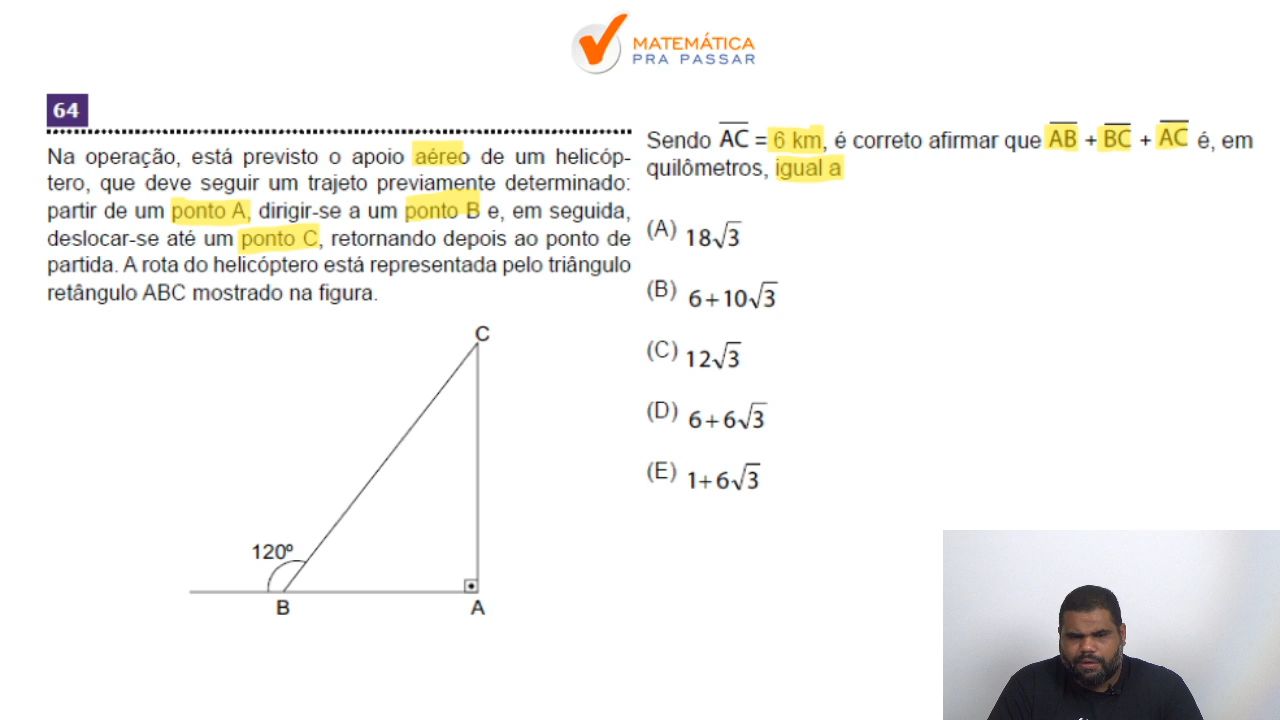 MATEMÁTICA
PRA PASSAR
64
Na operação, está previsto o apoio aéreo de um helicóp-
tero, que deve seguir um trajeto previamente determinado:
partir de um ponto A, dirigir-se a um ponto B e, em seguida,
deslocar-se até um ponto C, retornando depois ao ponto de
partida. A rota do helicóptero está representada pelo triângulo
retângulo ABC mostrado na figura.
C
120º
B
A
Sendo A̅C̅ = 6 km, é correto afirmar que A̅B̅ + B̅C̅ + A̅C̅ é, em
quilômetros, igual a
(A) 18√3
(B) 6+10√3
(C) 12√3
(D) 6+6√3
(E) 1+6√3